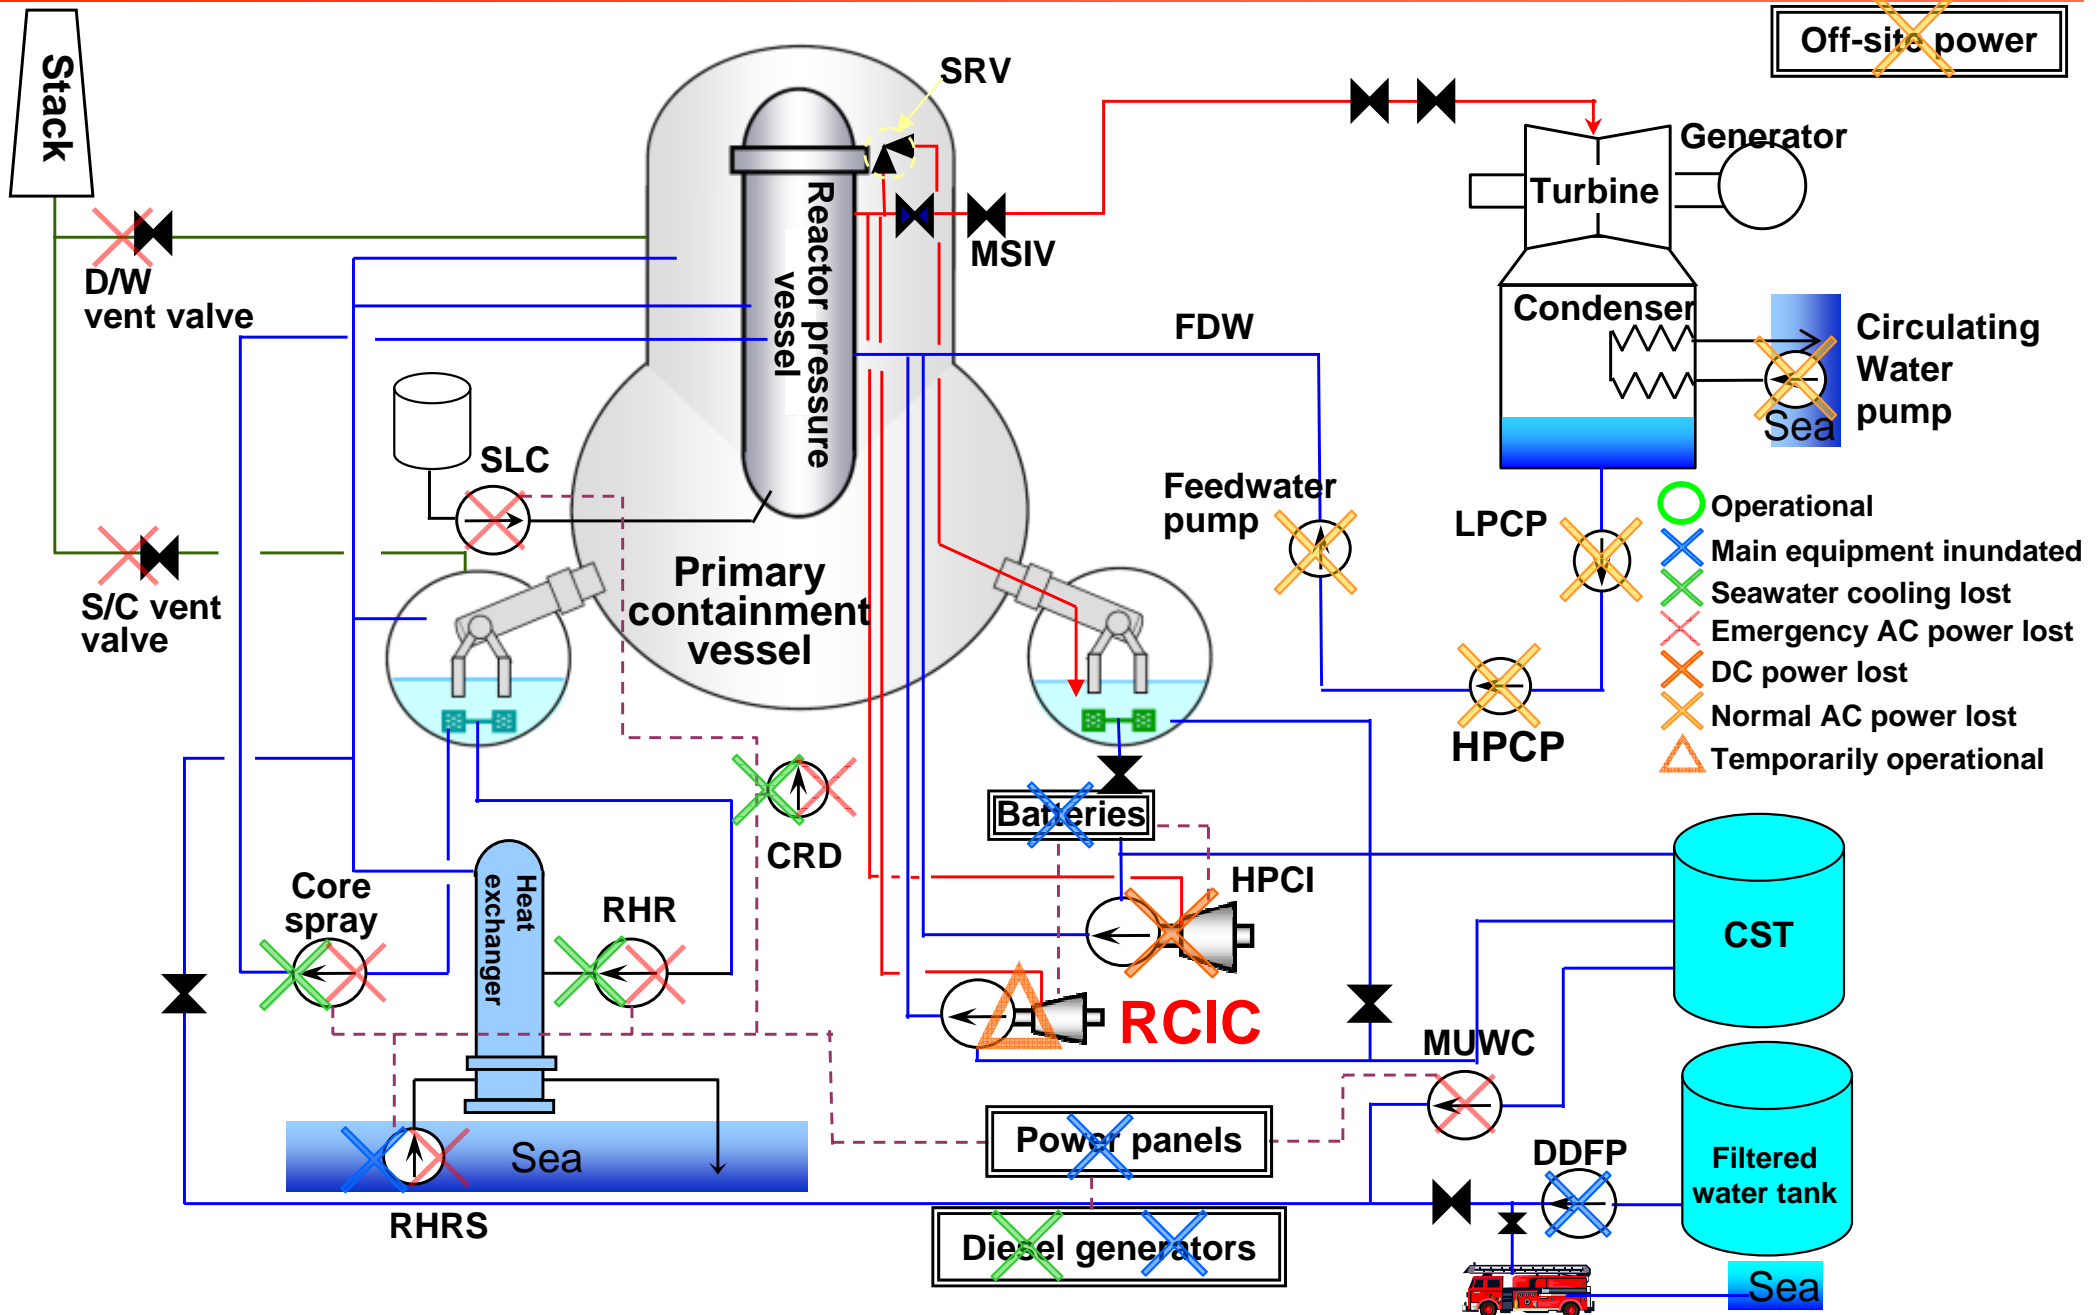 Stack
SRV
Off-site power
Generator
Turbine
D/W
vent valve
Reactor pressure
vessel
MSIV
FDW
Condenser
Circulating
Water
pump
Sea
SLC
Feedwater
pump
LPCP
Operational
Main equipment inundated
Seawater cooling lost
Emergency AC power lost
DC power lost
Normal AC power lost
Temporarily operational
S/C vent
valve
Primary
containment
vessel
HPCP
Batteries
CRD
HPCI
Core
spray
Heat
exchanger
RHR
CST
RCIC
MUWC
Power panels
Sea
DDFP
Filtered
water tank
RHRS
Diesel generators
Sea